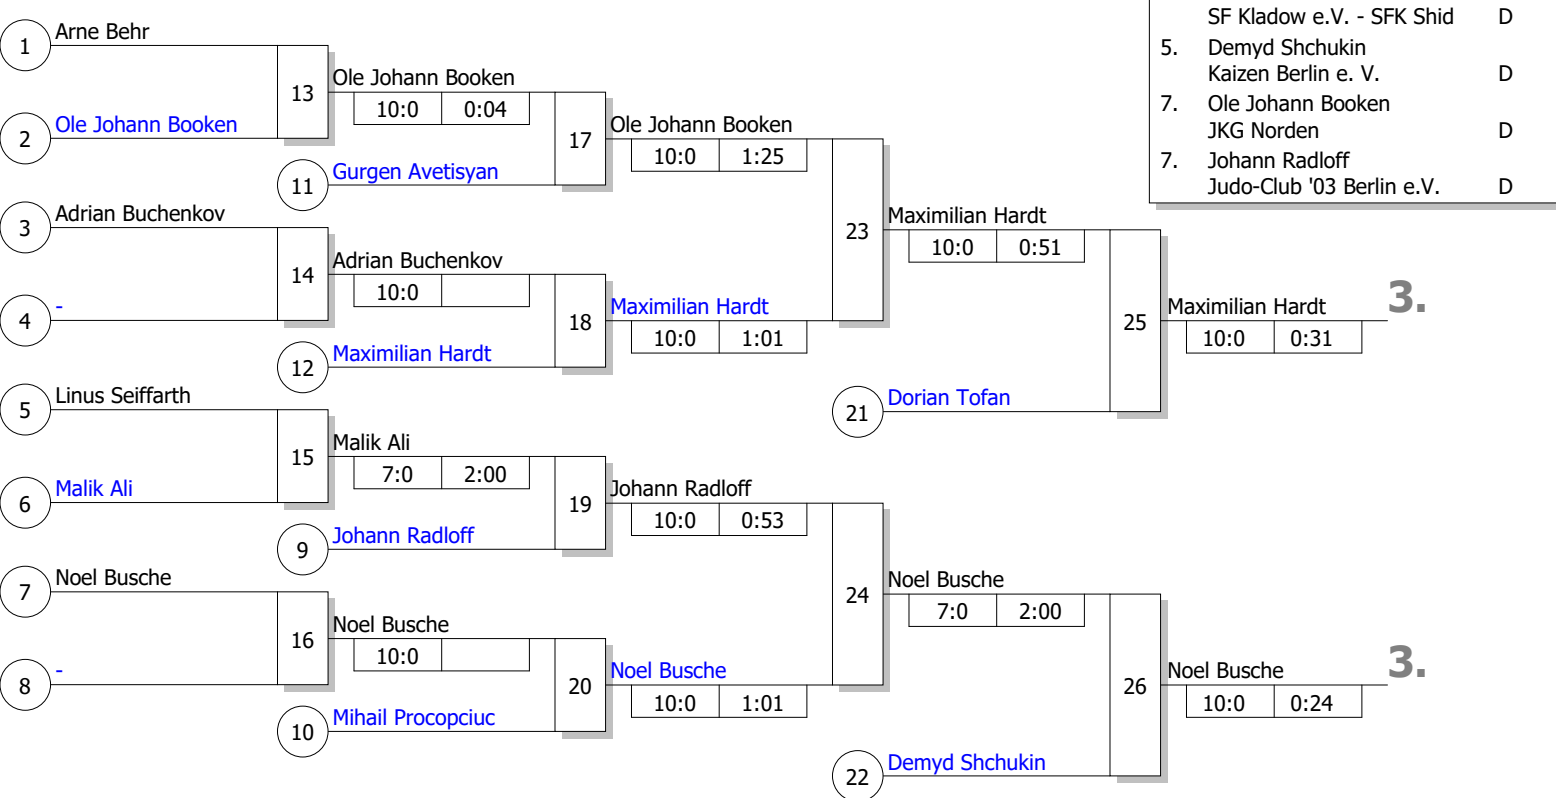 SF Kladow e.V. - SFK Shid D
5. Demyd Shchukin
Kaizen Berlin e. V. D
7. Ole Johann Booken
JKG Norden D
7. Johann Radloff
Judo-Club '03 Berlin e.V. D
1 Arne Behr
13 Ole Johann Booken
10:0 0:04
2 Ole Johann Booken
17 Ole Johann Booken
10:0 1:25
11 Gurgen Avetisyan
3 Adrian Buchenkov
23 Maximilian Hardt
10:0 0:51
14 Adrian Buchenkov
10:0
4 -
18 Maximilian Hardt
10:0 1:01
25 Maximilian Hardt 3.
10:0 0:31
12 Maximilian Hardt
5 Linus Seiffarth
21 Dorian Tofan
15 Malik Ali
7:0 2:00
6 Malik Ali
19 Johann Radloff
10:0 0:53
9 Johann Radloff
7 Noel Busche
24 Noel Busche
7:0 2:00
16 Noel Busche
10:0
8 -
20 Noel Busche
10:0 1:01
26 Noel Busche 3.
10:0 0:24
10 Mihail Procopciuc
22 Demyd Shchukin